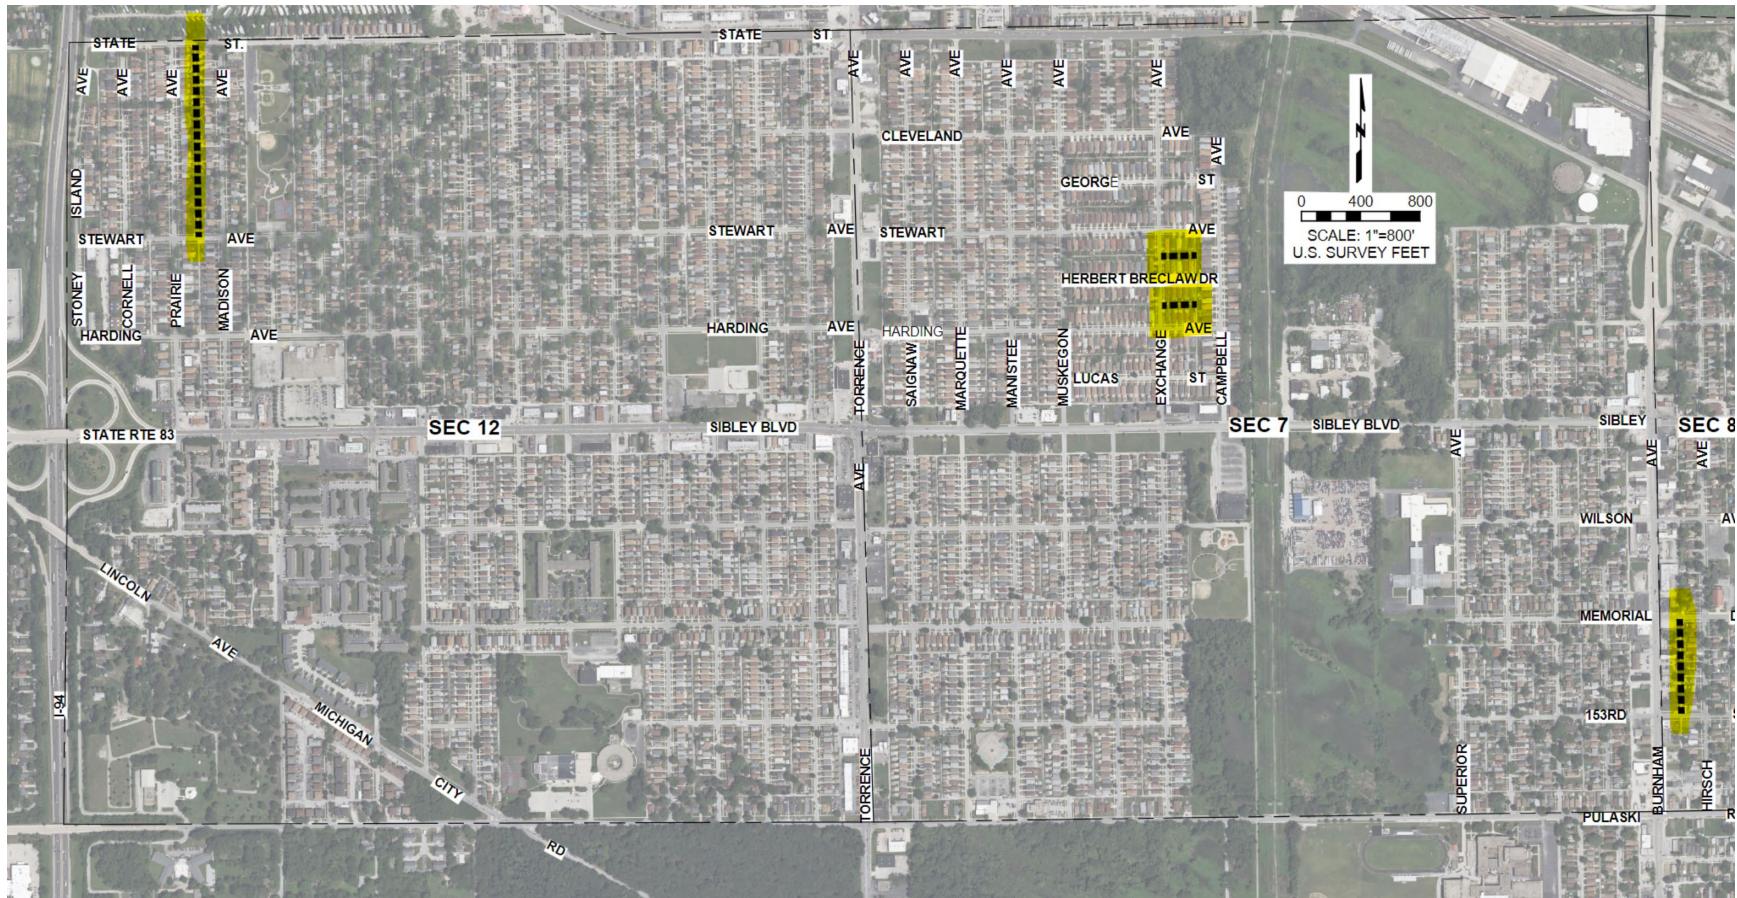 STATE ST.
STATE ST.
AVE
AVE
AVE
AVE
AVE
AVE
AVE
AVE
AVE
AVE
CLEVELAND AVE
AVE
GEORGE ST
N
0 400 800
SCALE: 1"=800'
U.S. SURVEY FEET
ISLAND
STEWART AVE
STEWART AVE
STEWART AVE
HERBERT BRECLAW DR
STONEY
CORNELL
PRAIRIE
MADISON
HARDING AVE
HARDING AVE
HARDING AVE
TORRENCE
SAIGNAW
MARQUETTE
MANISTEE
MUSKEGON
EXCHANGE
CAMPBELL
LUCAS ST
STATE RTE 83
SEC 12
SIBLEY BLVD
SEC 7
SIBLEY BLVD
SIBLEY
SEC 8
AVE
AVE
AVE
AVE
WILSON AV
LINCOLN
AVE
MEMORIAL D
I-94
MICHIGAN
CITY
RD
153RD S
TORRENCE
SUPERIOR
BURNHAM
HIRSCH
PULASKI R